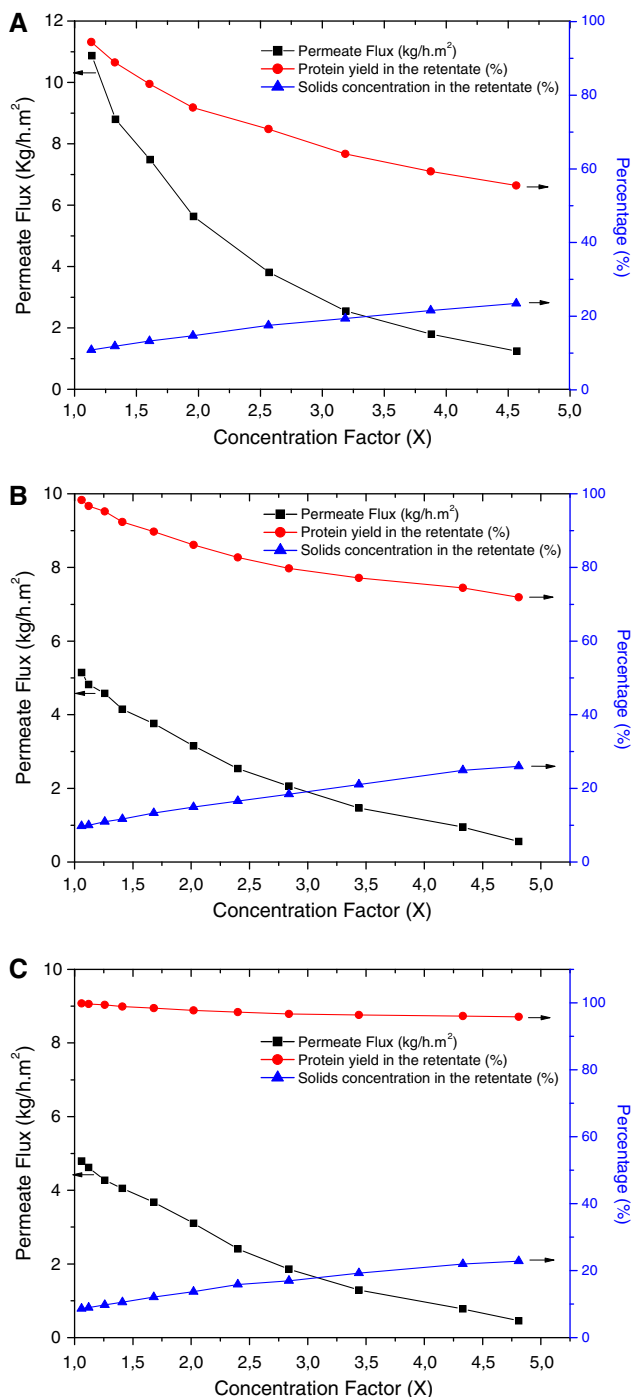 A
Permeate Flux (kg/h.m²)
Protein yield in the retentate (%)
Solids concentration in the retentate (%)
Permeate Flux (Kg/h.m²)
12
10
8
6
4
2
0
100
80
60
40
20
0
Percentage (%)
1,0 1,5 2,0 2,5 3,0 3,5 4,0 4,5 5,0
Concentration Factor (X)
B
Permeate Flux (kg/h.m²)
Protein yield in the retentate (%)
Solids concentration in the retentate (%)
Permeate Flux (kg/h.m²)
10
8
6
4
2
0
100
80
60
40
20
0
Percentage (%)
1,0 1,5 2,0 2,5 3,0 3,5 4,0 4,5 5,0
Concentration Factor (X)
C
Permeate Flux (kg/h.m²)
Protein yield in the retentate (%)
Solids concentration in the retentate (%)
Permeate Flux (kg/h.m²)
10
8
6
4
2
0
100
80
60
40
20
0
Percentage (%)
1,0 1,5 2,0 2,5 3,0 3,5 4,0 4,5 5,0
Concentration Factor (X)